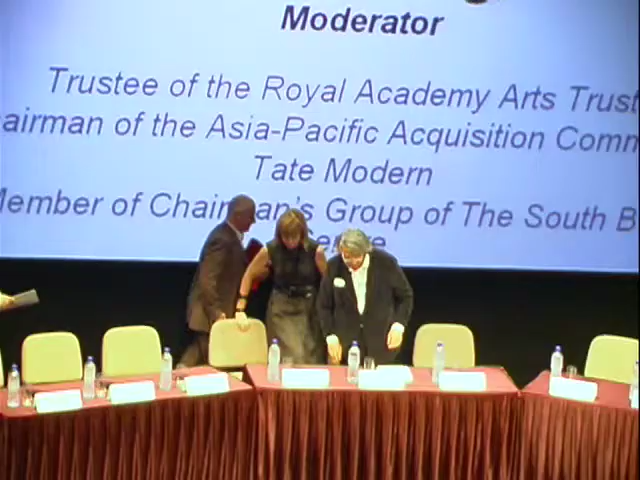 Moderator
Trustee of the Royal Academy Arts Trust
airman of the Asia-Pacific Acquisition Comm
Tate Modern
Member of Chairman's Group of The South B
Centre